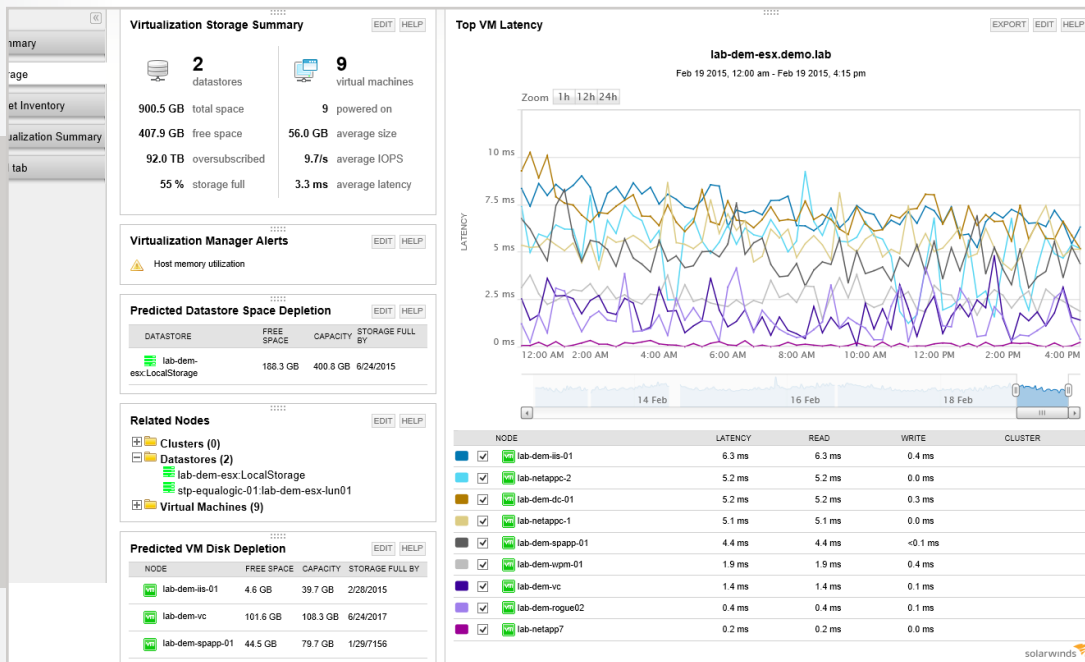 mmary
rage
et Inventory
ualization Summary
l tab
Virtualization Storage Summary
EDIT HELP
2
datastores
9
virtual machines
900.5 GB total space
9 powered on
407.9 GB free space
56.0 GB average size
92.0 TB oversubscribed
9.7/s average IOPS
55 % storage full
3.3 ms average latency
Virtualization Manager Alerts
EDIT HELP
Host memory utilization
Predicted Datastore Space Depletion
EDIT HELP
DATASTORE FREE SPACE CAPACITY STORAGE FULL BY
lab-dem-
esx:LocalStorage 188.3 GB 400.8 GB 6/24/2015
Related Nodes
EDIT HELP
Clusters (0)
Datastores (2)
lab-dem-esx:LocalStorage
stp-equalogic-01:lab-dem-esx-lun01
Virtual Machines (9)
Predicted VM Disk Depletion
EDIT HELP
NODE FREE SPACE CAPACITY STORAGE FULL BY
vm lab-dem-iis-01 4.6 GB 39.7 GB 2/28/2015
vm lab-dem-vc 101.6 GB 108.3 GB 6/24/2017
vm lab-dem-spapp-01 44.5 GB 79.7 GB 1/29/7156
Top VM Latency
EXPORT EDIT HELP
lab-dem-esx.demo.lab
Feb 19 2015, 12:00 am - Feb 19 2015, 4:15 pm
Zoom 1h 12h 24h
LATENCY
10 ms
7.5 ms
5 ms
2.5 ms
0 ms
12:00 AM 2:00 AM 4:00 AM 6:00 AM 8:00 AM 10:00 AM 12:00 PM 2:00 PM 4:00 PM
14 Feb 16 Feb 18 Feb
NODE LATENCY READ WRITE CLUSTER
vm lab-dem-iis-01 6.3 ms 6.3 ms 0.4 ms
vm lab-netappc-2 5.2 ms 5.2 ms 0.0 ms
vm lab-dem-dc-01 5.2 ms 5.2 ms 0.3 ms
vm lab-netappc-1 5.1 ms 5.1 ms 0.0 ms
vm lab-dem-spapp-01 4.4 ms 4.4 ms <0.1 ms
vm lab-dem-wpm-01 1.9 ms 1.9 ms 0.4 ms
vm lab-dem-vc 1.4 ms 1.4 ms 0.1 ms
vm lab-dem-rogue02 0.4 ms 0.4 ms 0.1 ms
vm lab-netapp7 0.2 ms 0.2 ms 0.0 ms
solarwinds